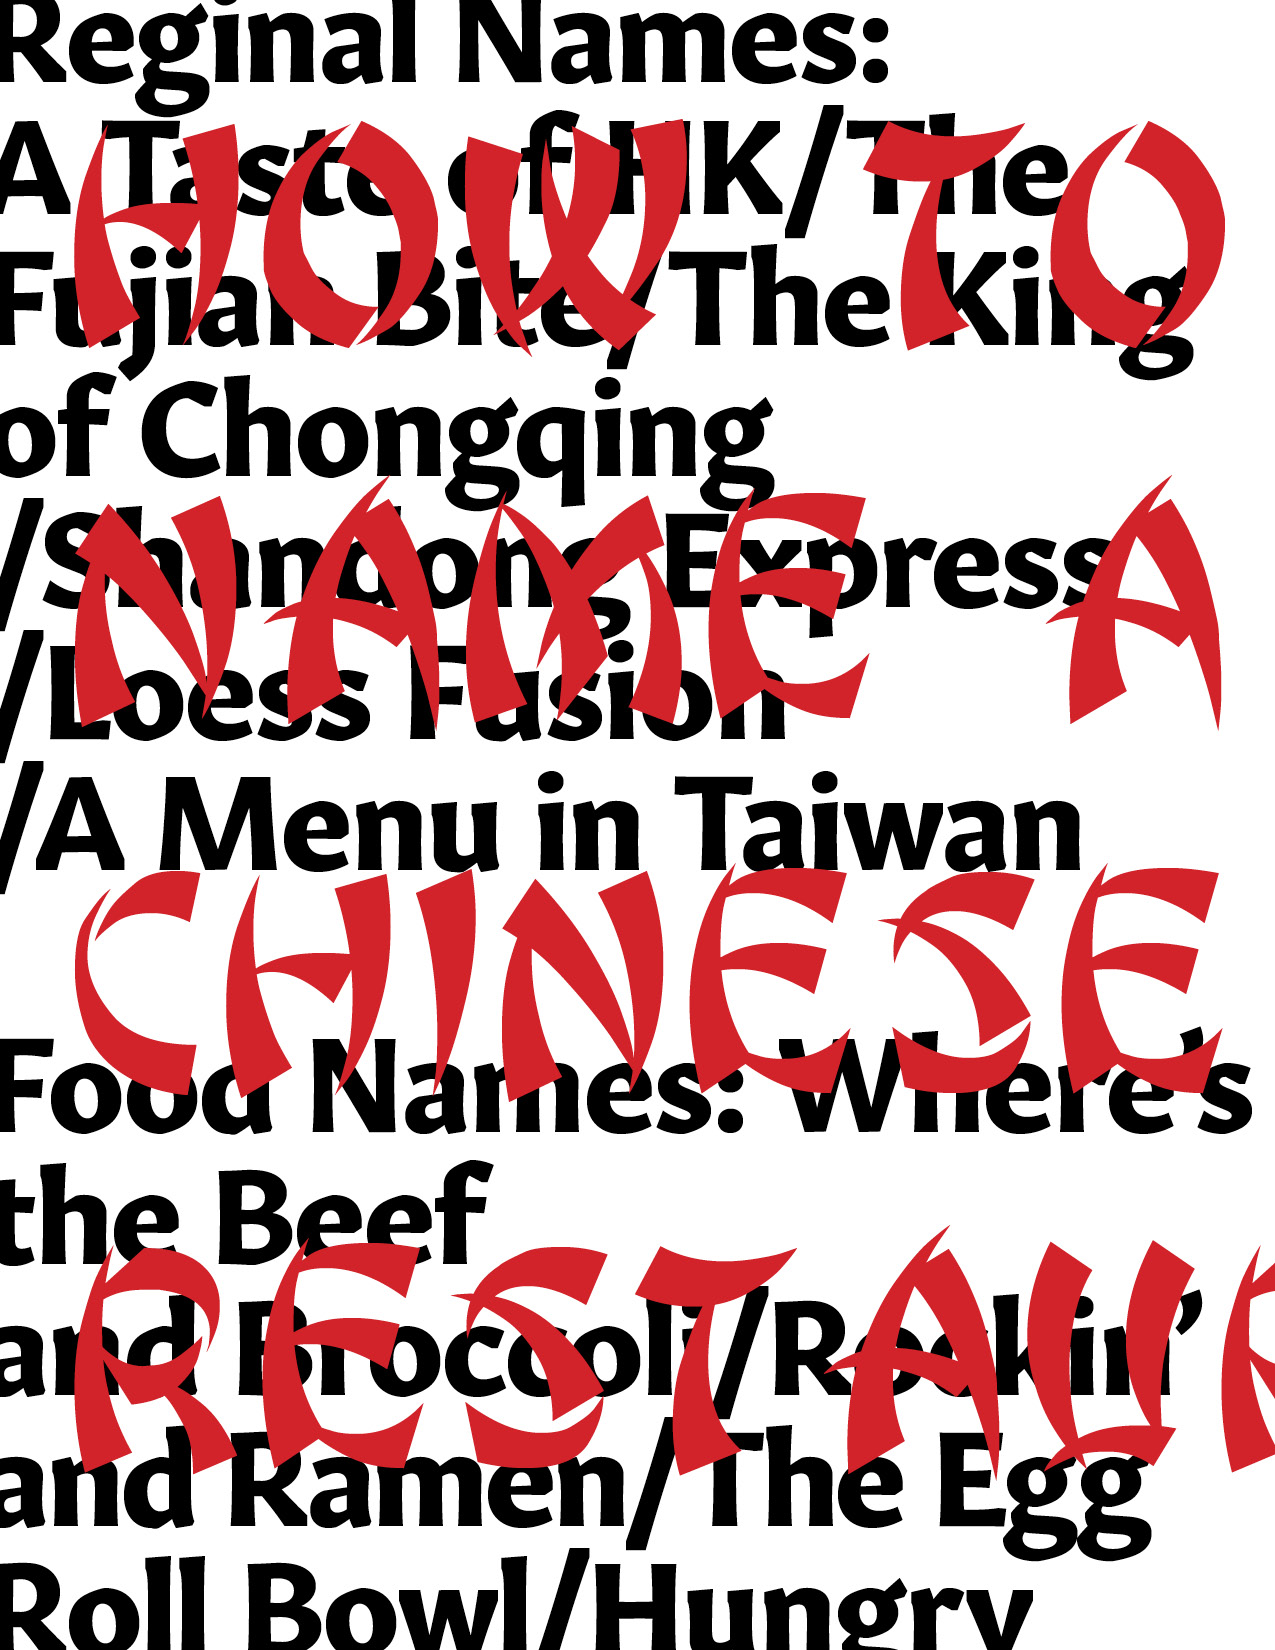 Reginal Names:
A Taste of HK/The
Fujian Bite/The King
of Chongqing
/Shandong Express
/Loess Fusion
/A Menu in Taiwan
Food Names: Where's
the Beef
and Broccoli/Rockin'
and Ramen/The Egg
Roll Bowl/Hungry
HOW TO
NAME A
CHINESE
RESTAUR